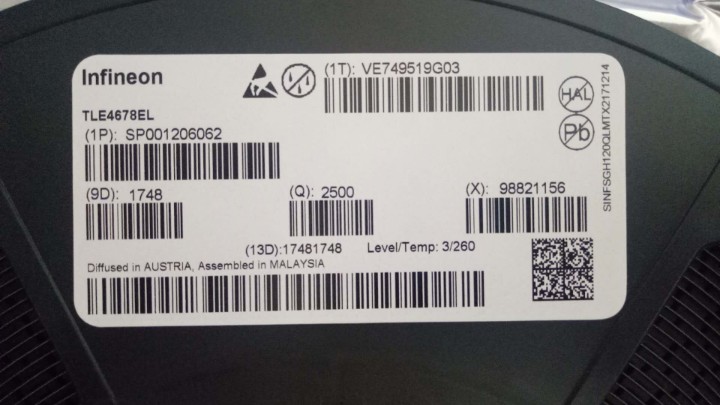 Infineon
(1T): VE749519G03
HAL
Pb
TLE4678EL
(1P): SP001206062
(9D): 1748
(Q): 2500
(X): 98821156
(13D):17481748 Level/Temp: 3/260
Diffused in AUSTRIA, Assembled in MALAYSIA
SINFSGH120QLMTX2171214